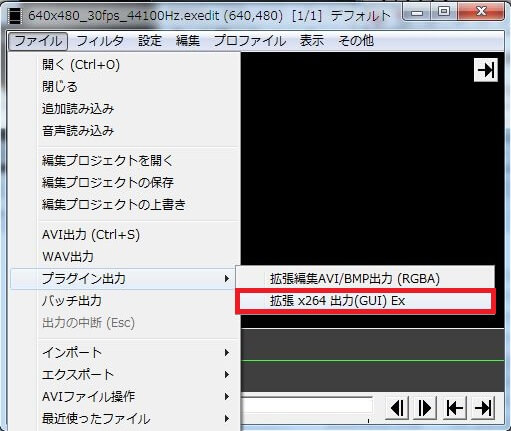 640x480_30fps_44100Hz.exedit (640,480) [1/1] デフォルト
ファイル フィルタ 設定 編集 プロファイル 表示 その他
開く (Ctrl+O)
閉じる
追加読み込み
音声読み込み
編集プロジェクトを開く
編集プロジェクトの保存
編集プロジェクトの上書き
AVI出力 (Ctrl+S)
WAV出力
プラグイン出力
拡張編集AVI/BMP出力 (RGBA)
バッチ出力
拡張 x264 出力(GUI) Ex
出力の中断 (Esc)
インポート
エクスポート
AVIファイル操作
最近使ったファイル